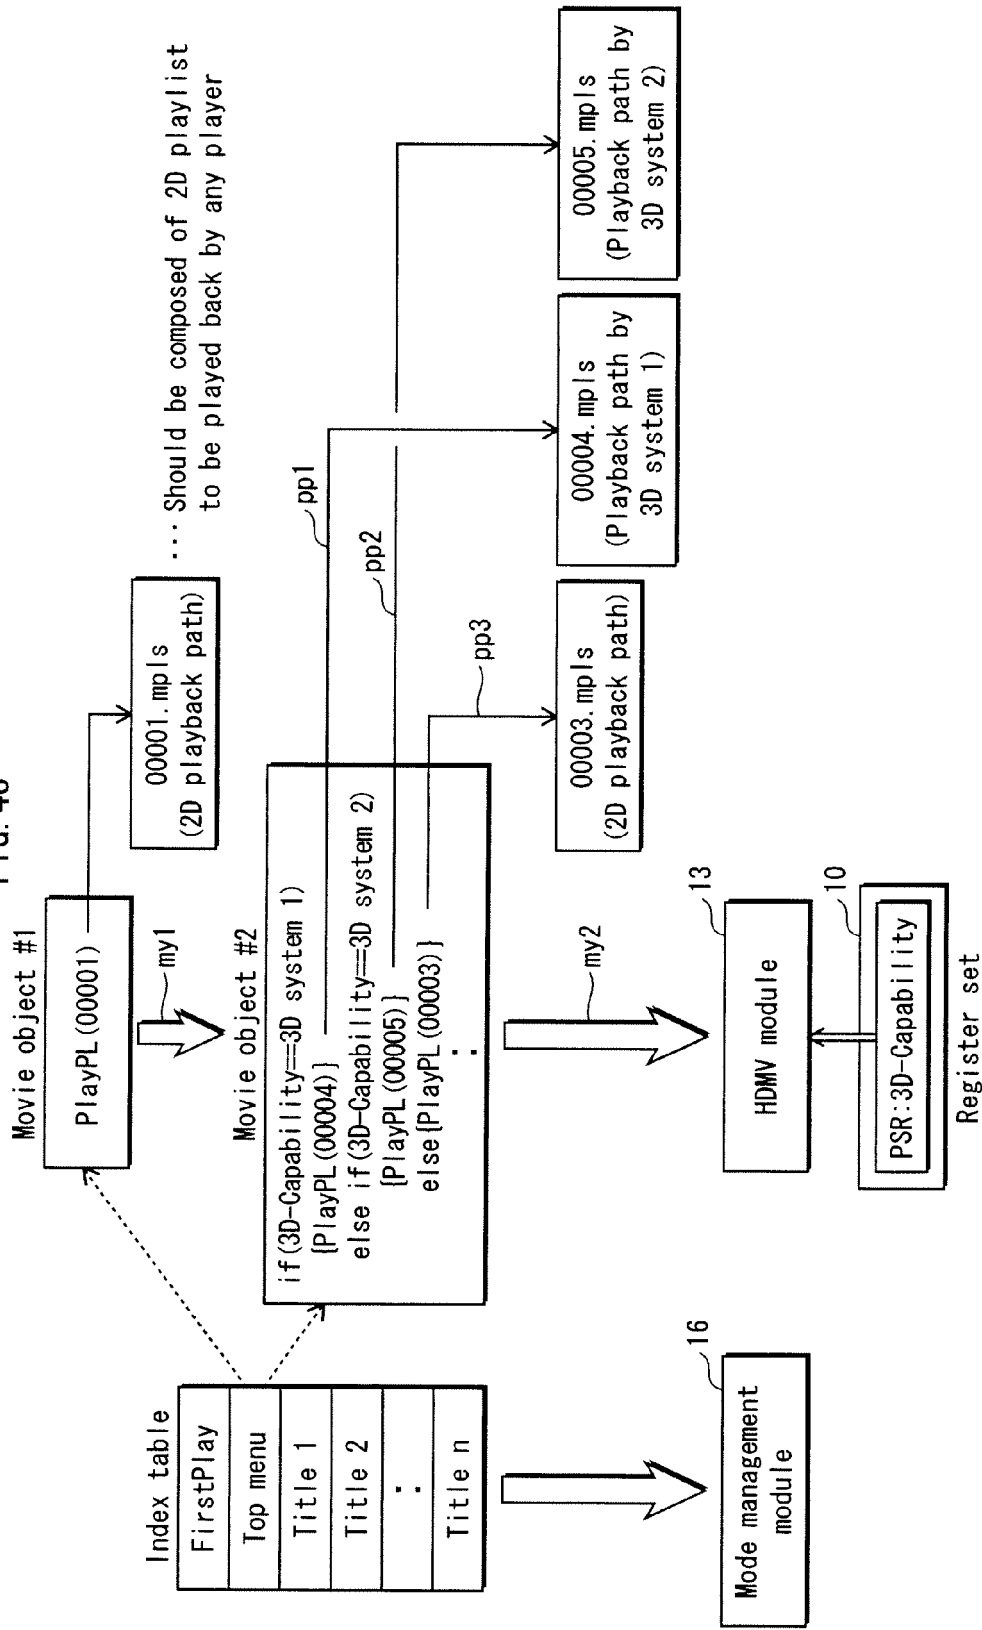 Index table
FirstPlay
Top menu
Title 1
Title 2
:
Title n
Mode management
module
16
Movie object #1
PlayPL(00001)
my1
00001.mpls
(2D playback path)
...Should be composed of 2D playlist
to be played back by any player
Movie object #2
if(3D-Capability==3D system 1)
{PlayPL(00004)}
else if(3D-Capability==3D system 2)
{PlayPL(00005)}
else{PlayPL(00003)}
:
pp1
pp2
pp3
00003.mpls
(2D playback path)
00004.mpls
(Playback path by
3D system 1)
00005.mpls
(Playback path by
3D system 2)
my2
HDMV module
13
10
PSR:3D-Capability
Register set